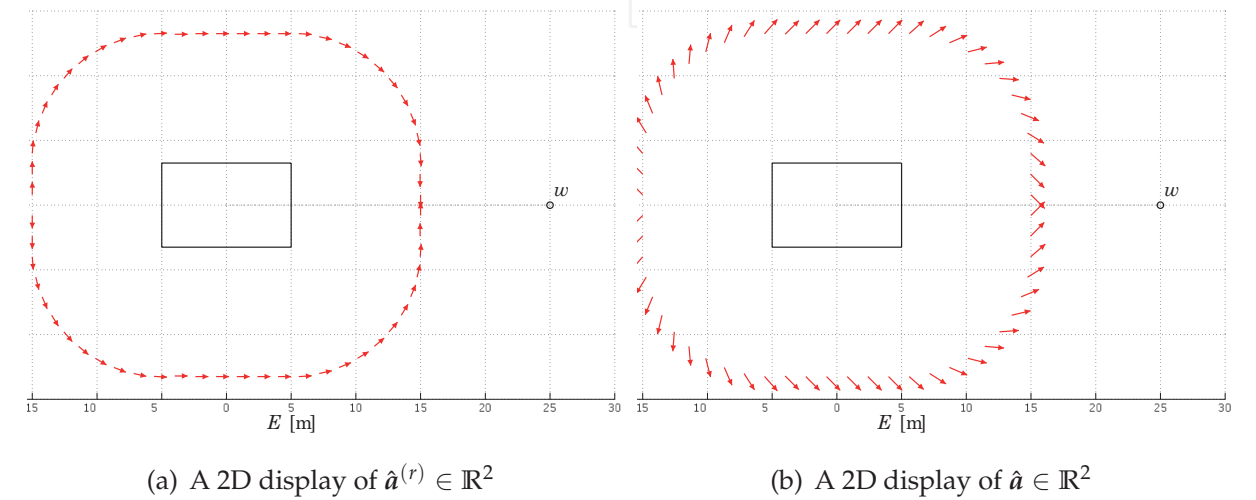 w
w
15 10 5 0 5 10 15 20 25 30
15 10 5 0 5 10 15 20 25 30
E [m]
E [m]
(a) A 2D display of â⁽ʳ⁾ ∈ ℝ²
(b) A 2D display of â ∈ ℝ²